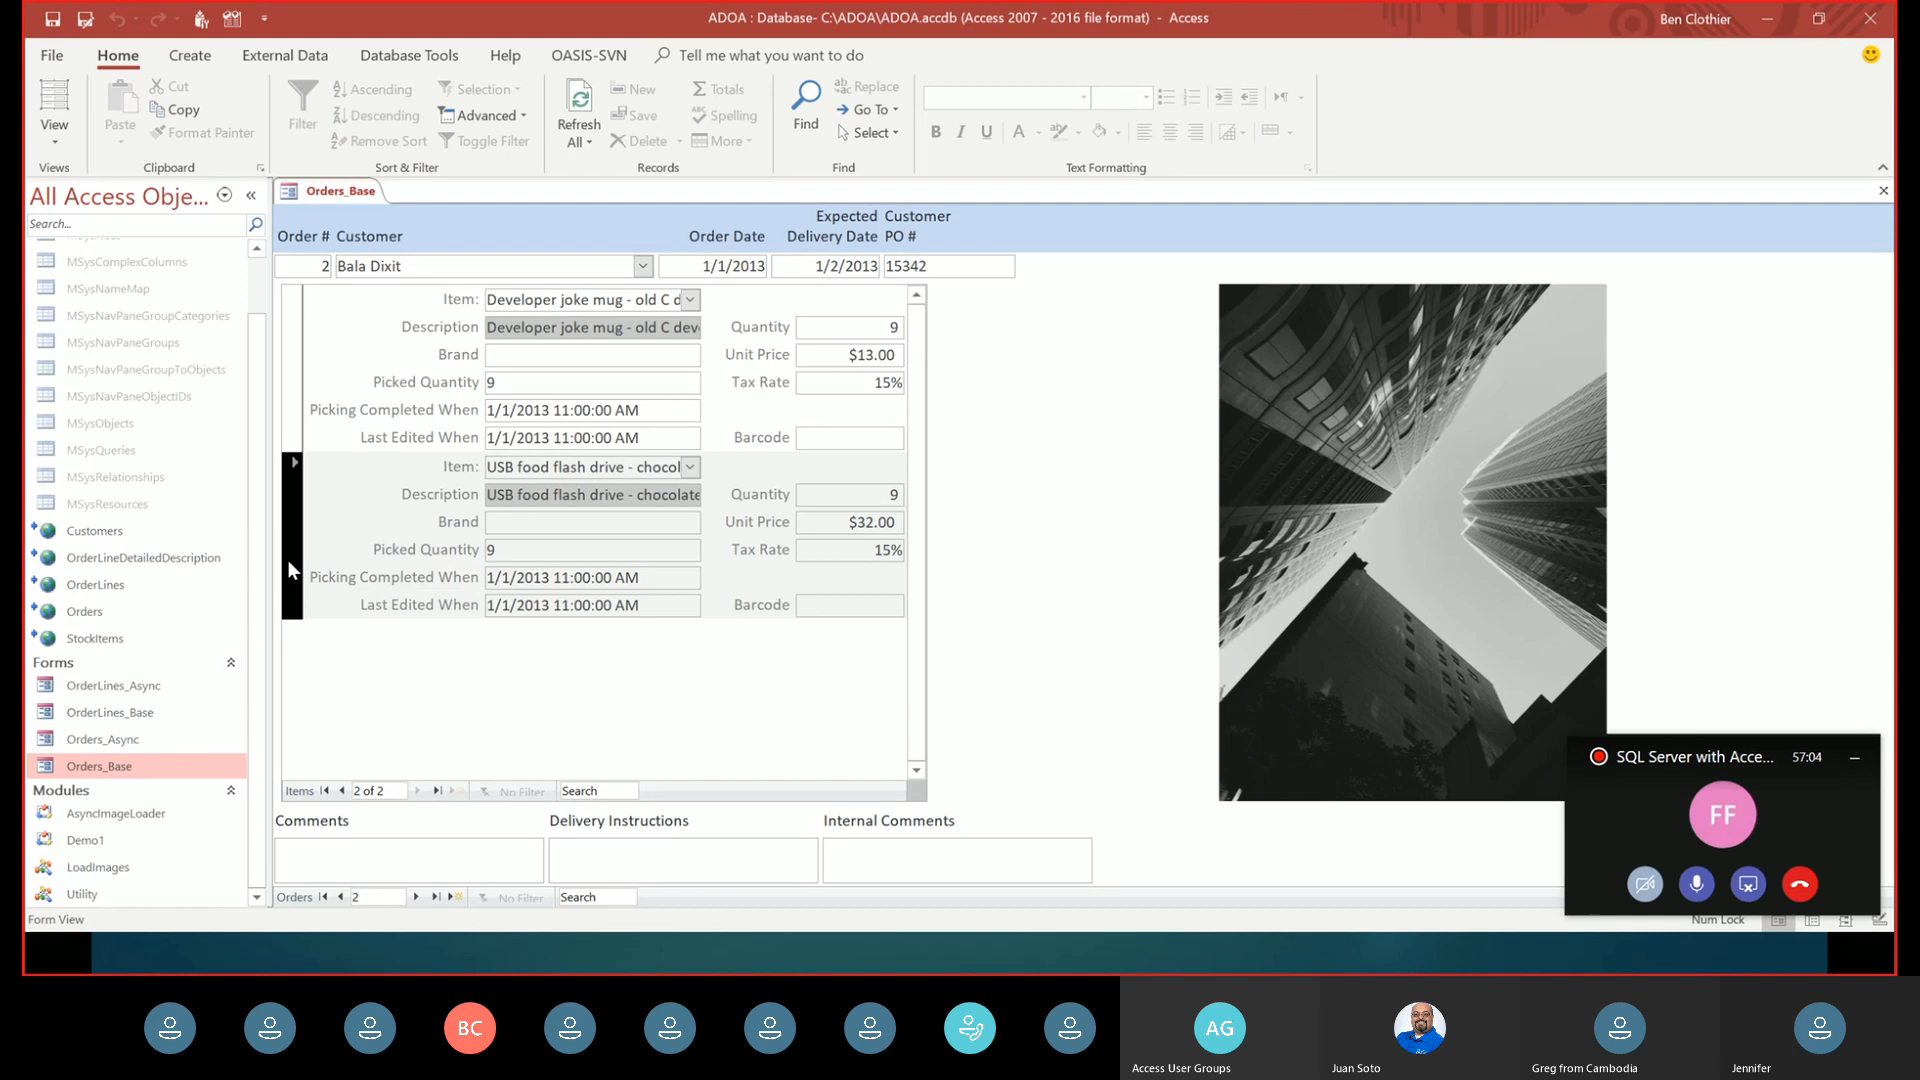 ADOA : Database- C:\ADOA\ADOA.accdb (Access 2007 - 2016 file format) - Access
Ben Clothier
File Home Create External Data Database Tools Help OASIS-SVN Tell me what you want to do
View
Views
Paste
Cut
Copy
Format Painter
Clipboard
Filter
Ascending
Descending
Remove Sort
Selection
Advanced
Toggle Filter
Sort & Filter
Refresh All
New
Save
Delete
Totals
Spelling
More
Records
Find
Replace
Go To
Select
Find
B I U A
Text Formatting
All Access Obje...
Search...
MSysComplexColumns
MSysNameMap
MSysNavPaneGroupCategories
MSysNavPaneGroups
MSysNavPaneGroupToObjects
MSysNavPaneObjectIDs
MSysObjects
MSysQueries
MSysRelationships
MSysResources
Customers
OrderLineDetailedDescription
OrderLines
Orders
StockItems
Forms
OrderLines_Async
OrderLines_Base
Orders_Async
Orders_Base
Modules
AsyncImageLoader
Demo1
LoadImages
Utility
Orders_Base
Order # Customer Order Date Expected Delivery Date Customer PO #
2 Bala Dixit 1/1/2013 1/2/2013 15342
Item: Developer joke mug - old C d
Description Developer joke mug - old C dev Quantity 9
Brand Unit Price $13.00
Picked Quantity 9 Tax Rate 15%
Picking Completed When 1/1/2013 11:00:00 AM
Last Edited When 1/1/2013 11:00:00 AM Barcode
Item: USB food flash drive - chocol
Description USB food flash drive - chocolate Quantity 9
Brand Unit Price $32.00
Picked Quantity 9 Tax Rate 15%
Picking Completed When 1/1/2013 11:00:00 AM
Last Edited When 1/1/2013 11:00:00 AM Barcode
Items 2 of 2 No Filter Search
Comments Delivery Instructions Internal Comments
Orders 2 No Filter Search
Form View
Num Lock
SQL Server with Acce... 57:04
FF
BC
AG
Access User Groups
Juan Soto
Greg from Cambodia
Jennifer